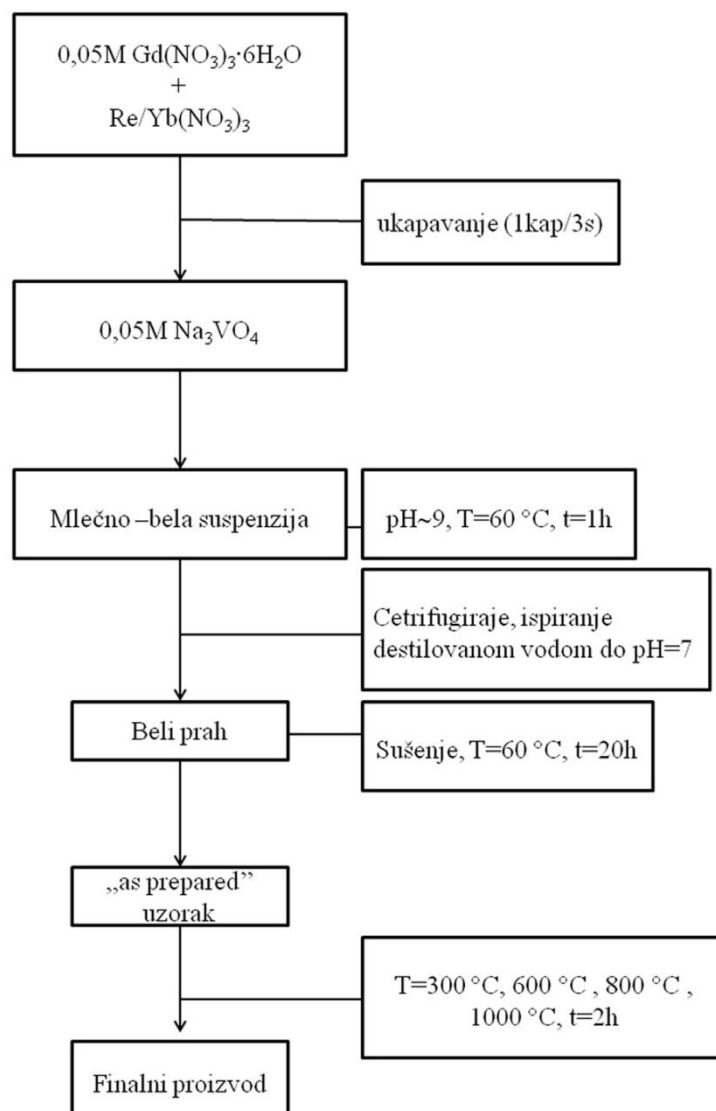 0,05M Gd(NO₃)₃·6H₂O
+
Re/Yb(NO₃)₃
ukapavanje (1kap/3s)
0,05M Na₃VO₄
Mlečno –bela suspenzija
pH~9, T=60 °C, t=1h
Cetrifugiraje, ispiranje
destilovanom vodom do pH=7
Beli prah
Sušenje, T=60 °C, t=20h
„as prepared”
uzorak
T=300 °C, 600 °C , 800 °C ,
1000 °C, t=2h
Finalni proizvod